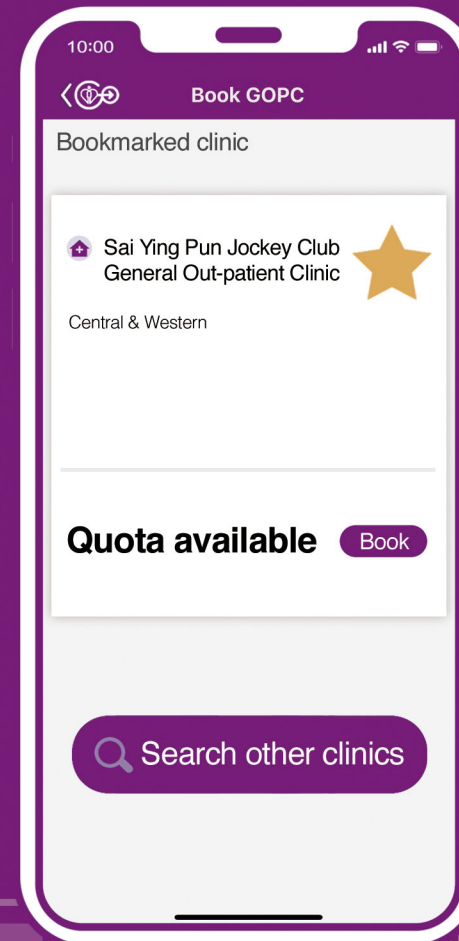 10:00
Book GOPC
Bookmarked clinic
Sai Ying Pun Jockey Club
General Out-patient Clinic
Central & Western
Quota available
Book
Search other clinics